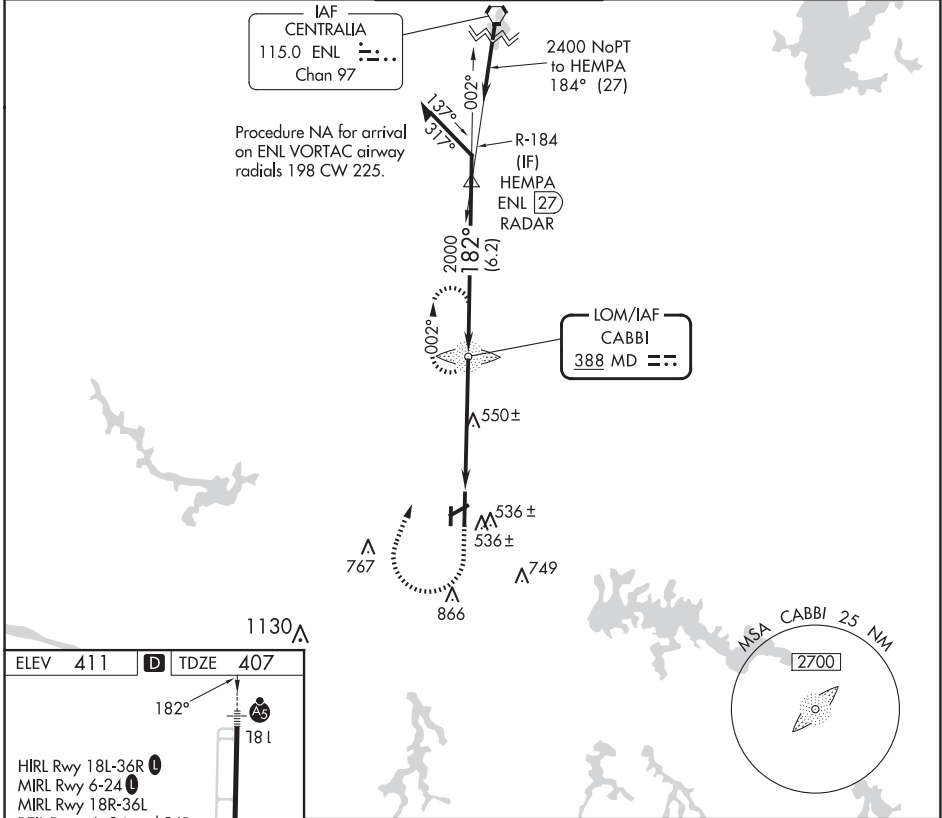 IAF
CENTRALIA
115.0 ENL
Chan 97
2400 NoPT
to HEMPA
184° (27)
002°
137°
317°
Procedure NA for arrival
on ENL VORTAC airway
radials 198 CW 225.
R-184
(IF)
HEMPA
ENL 27
RADAR
2000
182°
(6.2)
002°
LOM/IAF
CABBI
388 MD
550±
536±
536±
767
749
866
1130
MSA CABBI 25 NM
2700
ELEV 411 D TDZE 407
182°
A5
18L
HIRL Rwy 18L-36R L
MIRL Rwy 6-24 L
MIRL Rwy 18R-36L